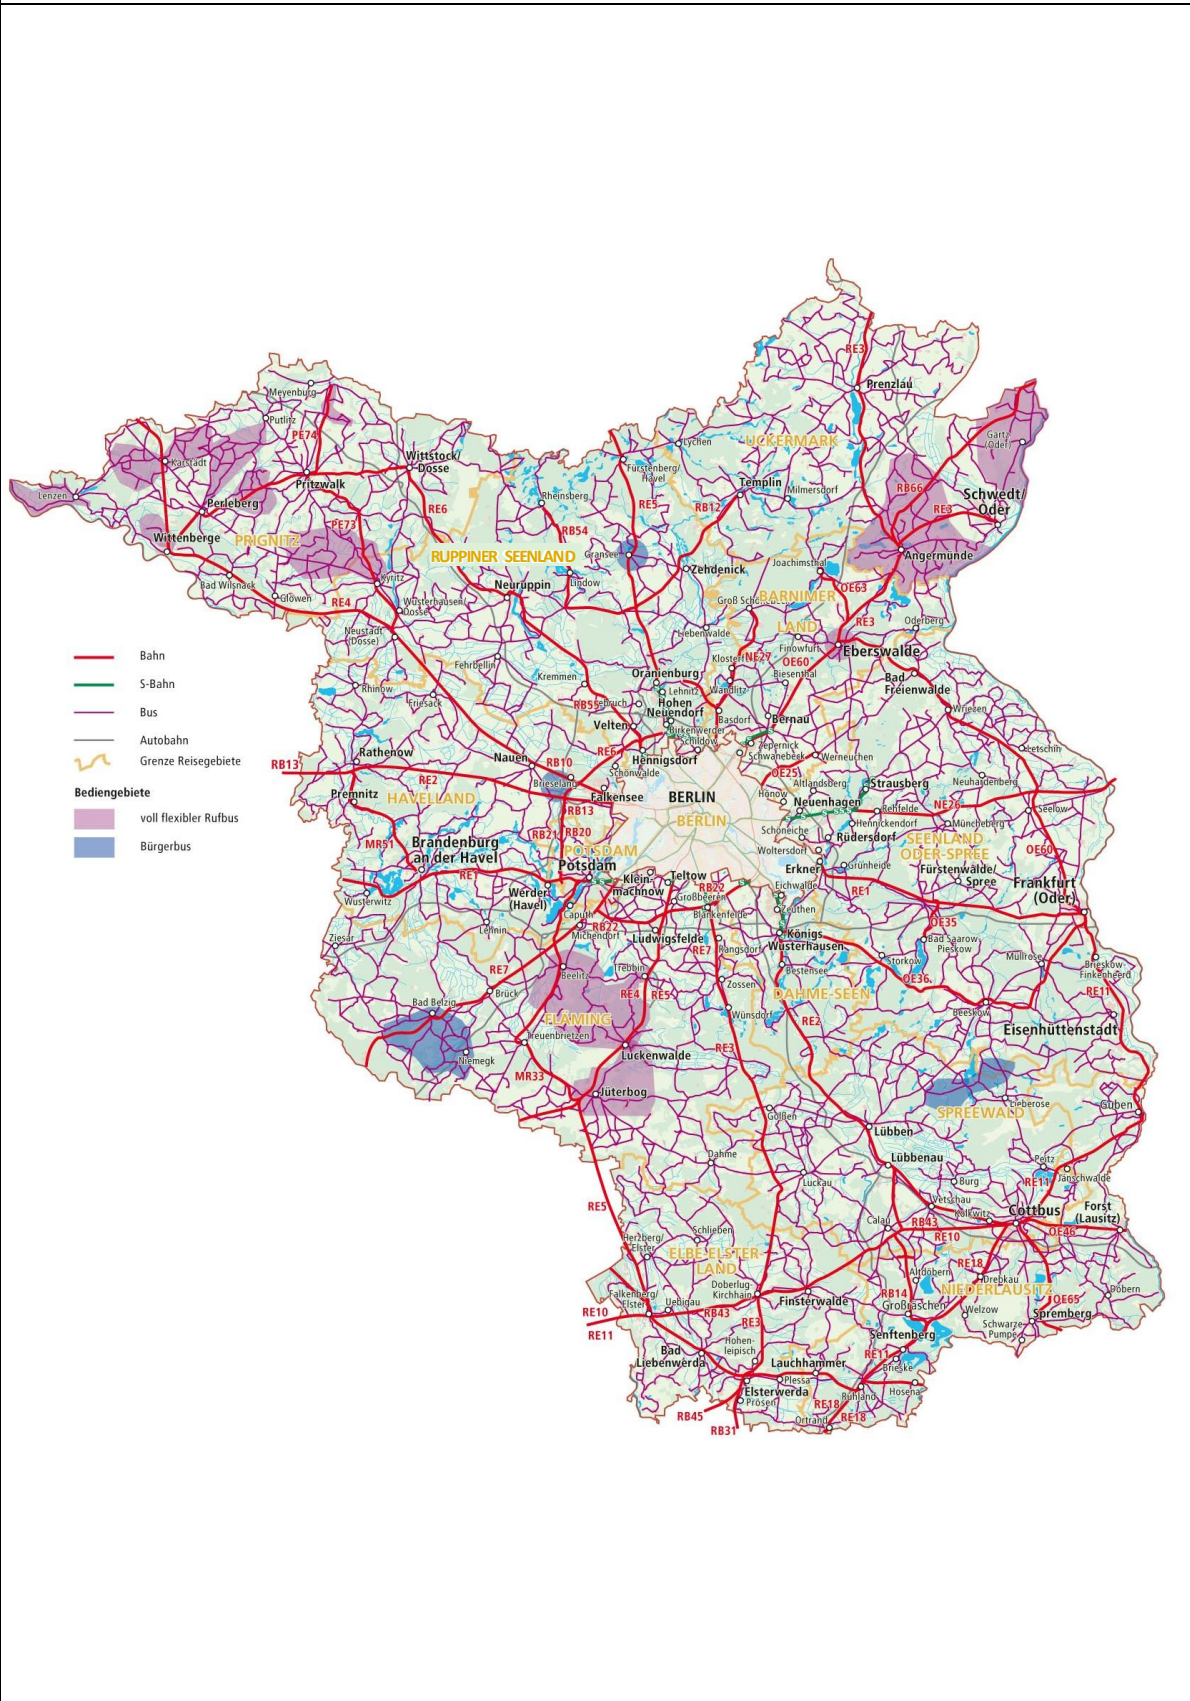 RE3
Prenzlau
Meyenburg
Putlitz
PE74
Lychen
UCKERMARK
Gartz
(Oder)
Wittstock/
Dosse
Karstädt
Pritzwalk
Fürstenberg/
Havel
Templin
Milmersdorf
RB66
Schwedt/
Oder
Lenzen
Perleberg
Rheinsberg
RE6
RE5
RB12
RE3
PE73
RB54
Wittenberge
PRIGNITZ
RUPPINER SEENLAND
Gransee
Angermünde
Joachimsthal
Zehdenick
Bad Wilsnack
Kyritz
Neuruppin
Lindow
OE63
Glöwen
RE4
Wusterhausen/
Dosse
BARNIMER
LAND
RE3
Oderberg
Neustadt
(Dosse)
Liebenwalde
Finowfurt
Eberswalde
Bahn
Fehrbellin
NE27
OE60
Biesenthal
S-Bahn
Rhinow
Kremmen
Oranienburg
Wandlitz
Bad
Freienwalde
Friesack
Lehnitz
Hohen
Neuendorf
Bus
RB55
Velten
Birkenwerder
Basdorf
Bernau
Wriezen
Autobahn
Schildow
Zepernick
Schwanebeck
Werneuchen
Letschin
Grenze Reisegebiete
Rathenow
Nauen
RE6
Hennigsdorf
RB13
RB10
Schönwalde
OE25
RE2
Brieselang
Altlandsberg
Strausberg
Neuhardenberg
Bediengebiete
Premnitz
HAVELLAND
Falkensee
BERLIN
Hönow
Neuenhagen
NE26
Rehfelde
Seelow
voll flexibler Rufbus
RB13
BERLIN
Hennickendorf
Müncheberg
RB21
RB20
Schöneiche
Rüdersdorf
SEENLAND
ODER-SPREE
Bürgerbus
MR51
Brandenburg
an der Havel
POTSDAM
Woltersdorf
OE60
Potsdam
Erkner
Grünheide
Fürstenwalde/
Spree
RE1
Klein-
machnow
Teltow
RB22
Eichwalde
RE1
Frankfurt
(Oder)
Wusterwitz
Werder
(Havel)
Großbeeren
Caputh
Blankenfelde
Zeuthen
Lehnin
RB22
Michendorf
OE35
Ziesar
Ludwigsfelde
Königs
Wusterhausen
RE7
Rangsdorf
Bad Saarow
Pieskow
Storkow
Müllrose
Brieskow
Finkenheerd
RE7
Beelitz
Trebbin
Bestensee
Zossen
OE36
RE11
Brück
RE4
RE5
DAHME-SEEN
Bad Belzig
FLÄMING
Wünsdorf
RE2
Beeskow
Eisenhüttenstadt
Treuenbrietzen
Luckenwalde
RE3
Niemegk
MR33
Jüterbog
Golßen
SPREEWALD
Lieberose
Guben
Lübben
Dahme
Lübbenau
Peitz
Luckau
Burg
RE11
Jänschwalde
RE5
Vetschau
Kolkwitz
Cottbus
Forst
(Lausitz)
Schlieben
Calau
RB43
RE10
OE46
Herzberg/
Elster
ELBE-ELSTER-
LAND
RE18
Doberlug-
Kirchhain
Altdöbern
Drebkau
NIEDERLAUSITZ
Falkenberg/
Elster
Uebigau
Finsterwalde
RB14
Großräschen
OE65
Döbern
RE10
RB43
Welzow
Spremberg
RE11
RE3
Schwarze
Pumpe
Hohen-
leipisch
Senftenberg
Bad
Liebenwerda
RE11
Lauchhammer
Brieske
Plessa
Elsterwerda
Ruhland
Hosena
Prösen
RE18
RB45
Ortrand
RE18
RB31